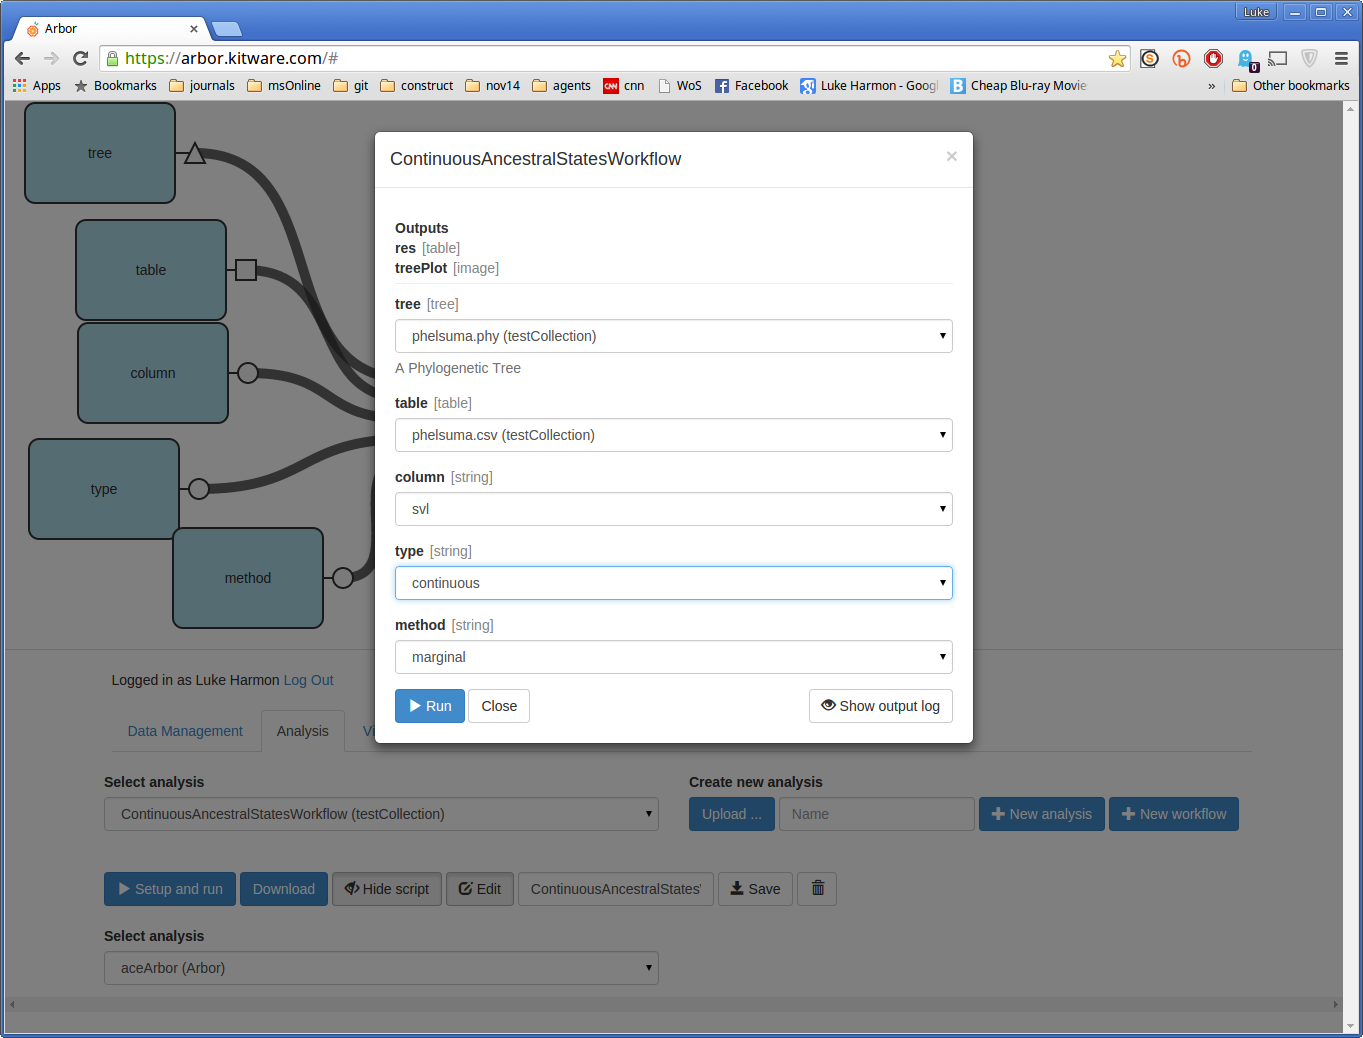 Luke
Arbor
https://arbor.kitware.com/#
Apps Bookmarks journals msOnline git construct nov14 agents cnn WoS Facebook Luke Harmon - Googl Cheap Blu-ray Movie » Other bookmarks
tree
table
column
type
method
ContinuousAncestralStatesWorkflow ×
Outputs
res [table]
treePlot [image]
tree [tree]
phelsuma.phy (testCollection)
A Phylogenetic Tree
table [table]
phelsuma.csv (testCollection)
column [string]
svl
type [string]
continuous
method [string]
marginal
Run Close Show output log
Logged in as Luke Harmon Log Out
Data Management Analysis Vi
Select analysis Create new analysis
ContinuousAncestralStatesWorkflow (testCollection) Upload ... Name New analysis New workflow
Setup and run Download Hide script Edit ContinuousAncestralStates Save
Select analysis
aceArbor (Arbor)